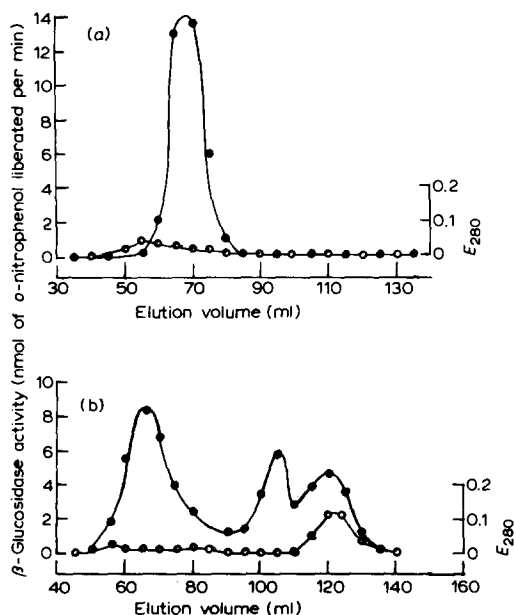 β-Glucosidase activity (nmol of o-nitrophenol liberated per min)
(a)
14
12
10
8
6
4
2
0
0.2
0.1
0
E280
30 50 70 90 110 130
Elution volume (ml)
(b)
10
8
6
4
2
0
0.2
0.1
0
E280
40 60 80 100 120 140 160
Elution volume (ml)